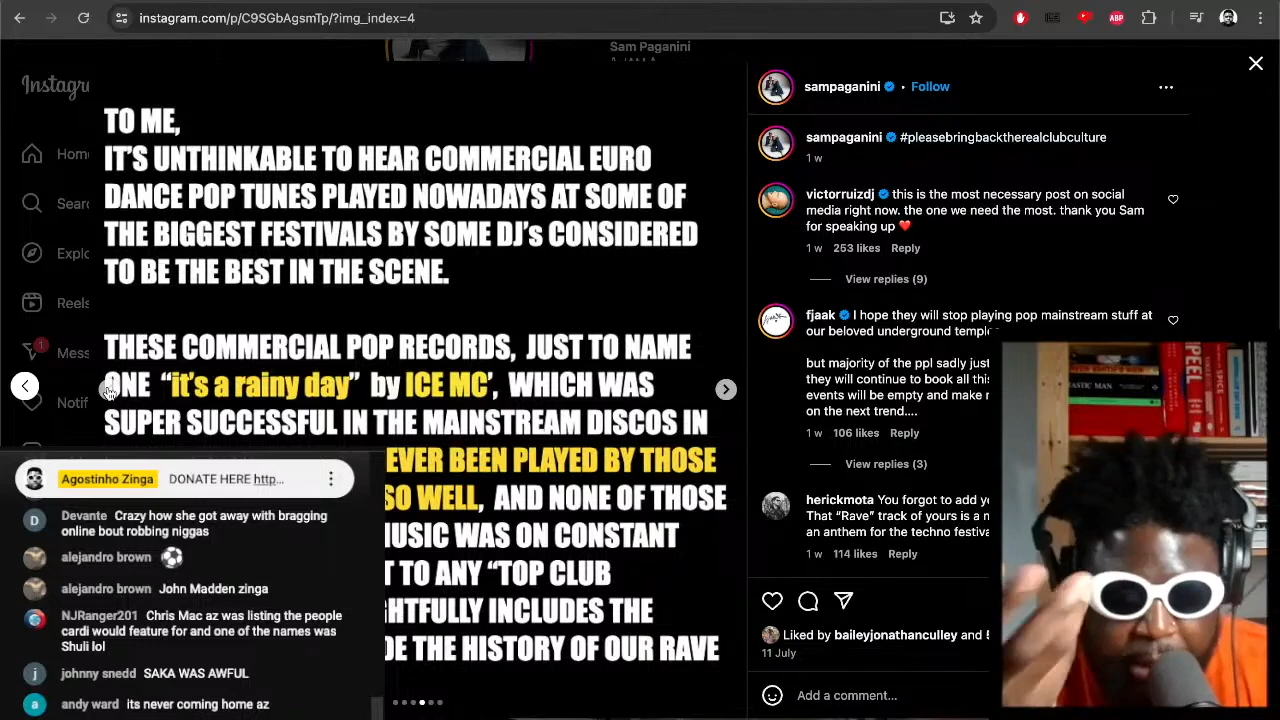 instagram.com/p/C9SGbAgsmTp/?img_index=4
ABP
Sam Paganini
Instagr
Hom
Sear
Explo
Reels
1
Mess
Notif
TO ME,
IT'S UNTHINKABLE TO HEAR COMMERCIAL EURO
DANCE POP TUNES PLAYED NOWADAYS AT SOME OF
THE BIGGEST FESTIVALS BY SOME DJ's CONSIDERED
TO BE THE BEST IN THE SCENE.
THESE COMMERCIAL POP RECORDS, JUST TO NAME
ONE "it's a rainy day" by ICE MC', WHICH WAS
SUPER SUCCESSFUL IN THE MAINSTREAM DISCOS IN
EVER BEEN PLAYED BY THOSE
SO WELL, AND NONE OF THOSE
MUSIC WAS ON CONSTANT
T TO ANY "TOP CLUB
GHTFULLY INCLUDES THE
DE THE HISTORY OF OUR RAVE
sampaganini • Follow
sampaganini #pleasebringbacktherealclubculture
1 w
victorruizdj this is the most necessary post on social
media right now. the one we need the most. thank you Sam
for speaking up ❤️
1 w 253 likes Reply
View replies (9)
fjaak I hope they will stop playing pop mainstream stuff at
our beloved underground temple
but majority of the ppl sadly just
they will continue to book all this
events will be empty and make
on the next trend....
1 w 106 likes Reply
View replies (3)
herickmota You forgot to add yo
That "Rave" track of yours is a
an anthem for the techno festiva
1 w 114 likes Reply
Liked by baileyjonathanculley and
11 July
Add a comment...
Agostinho Zinga DONATE HERE http...
Devante Crazy how she got away with bragging
online bout robbing niggas
alejandro brown ⚽
alejandro brown John Madden zinga
NJRanger201 Chris Mac az was listing the people
cardi would feature for and one of the names was
Shuli lol
johnny snedd SAKA WAS AWFUL
andy ward its never coming home az
D
j
a
SPEEL
RED
TASTIC MAN